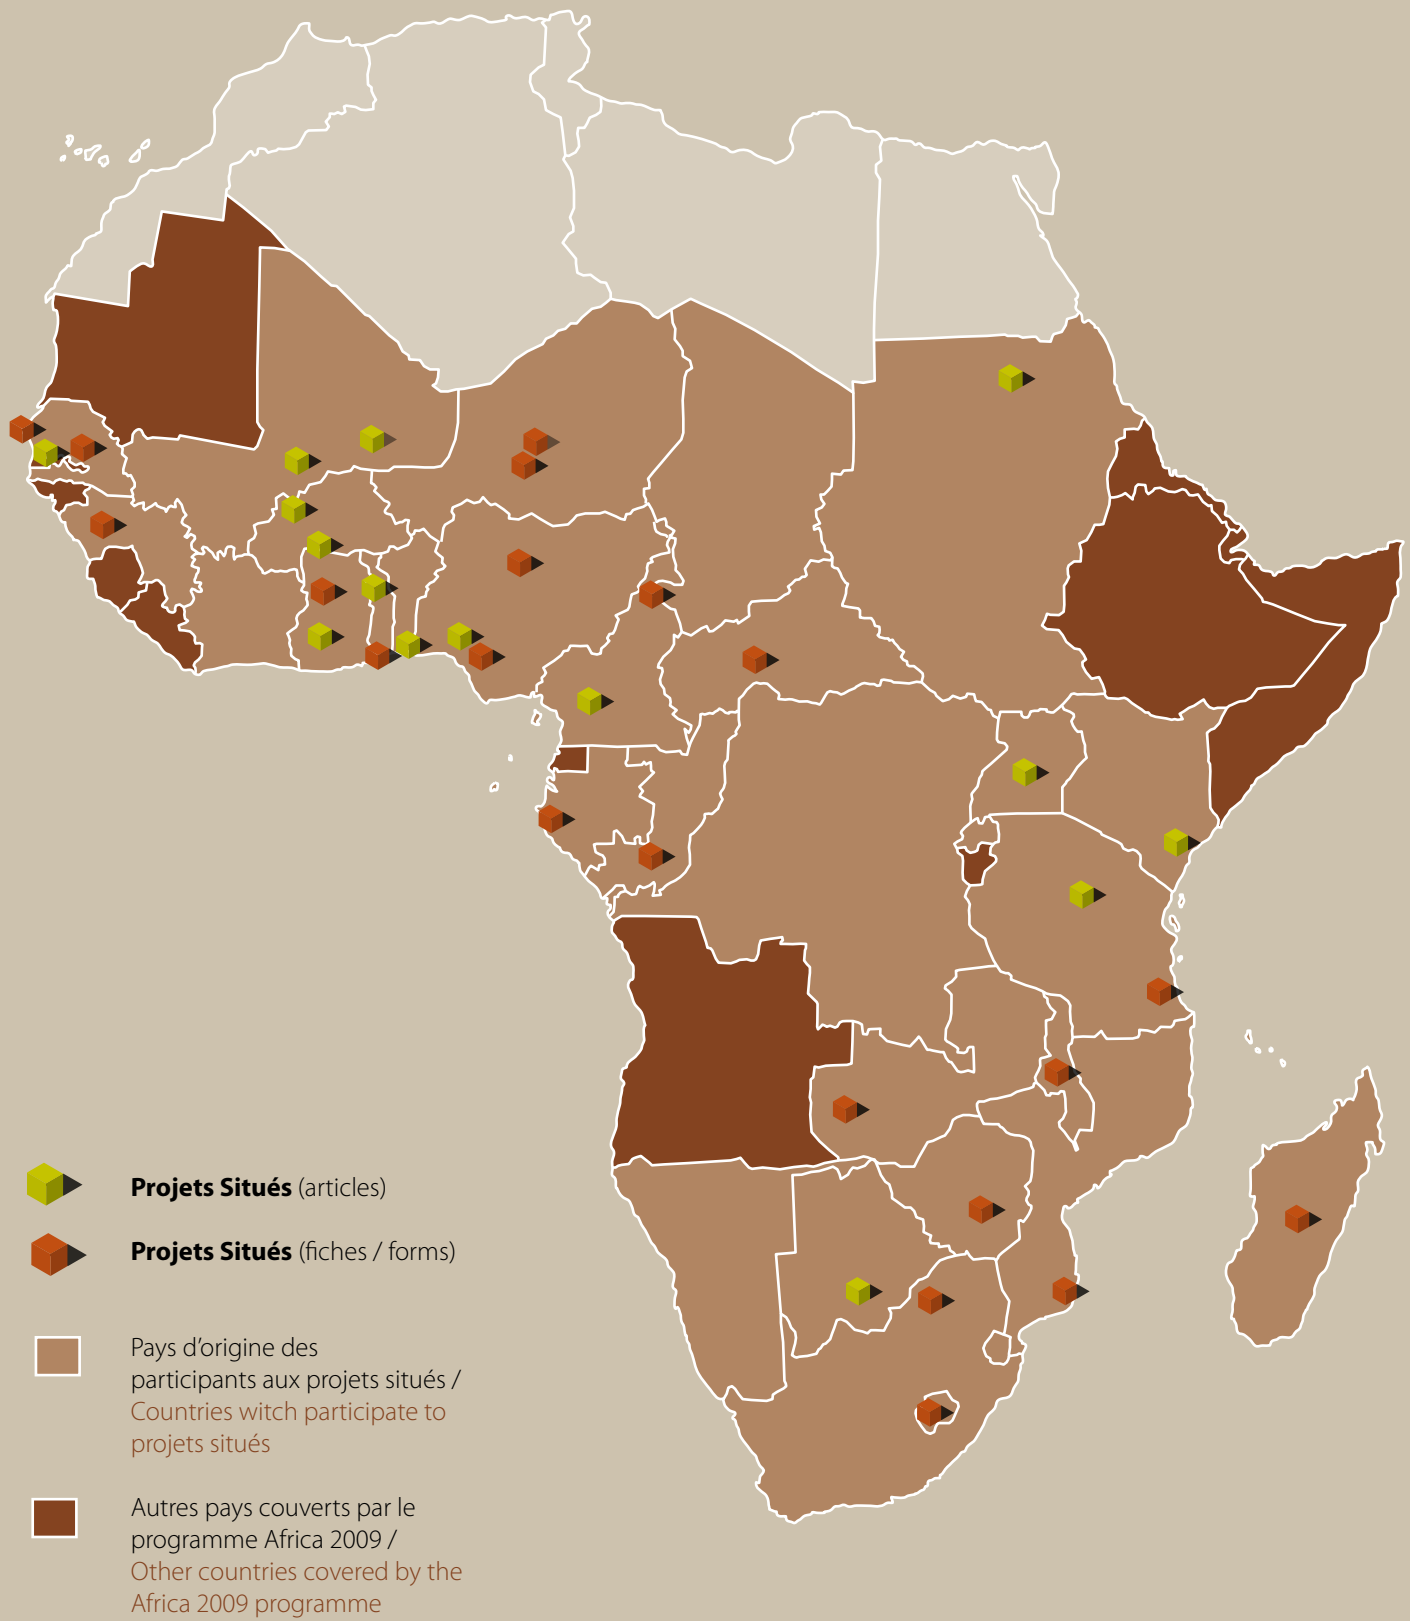 Projets Situés (articles)
Projets Situés (fiches / forms)
Pays d’origine des
participants aux projets situés /
Countries witch participate to
projets situés
Autres pays couverts par le
programme Africa 2009 /
Other countries covered by the
Africa 2009 programme